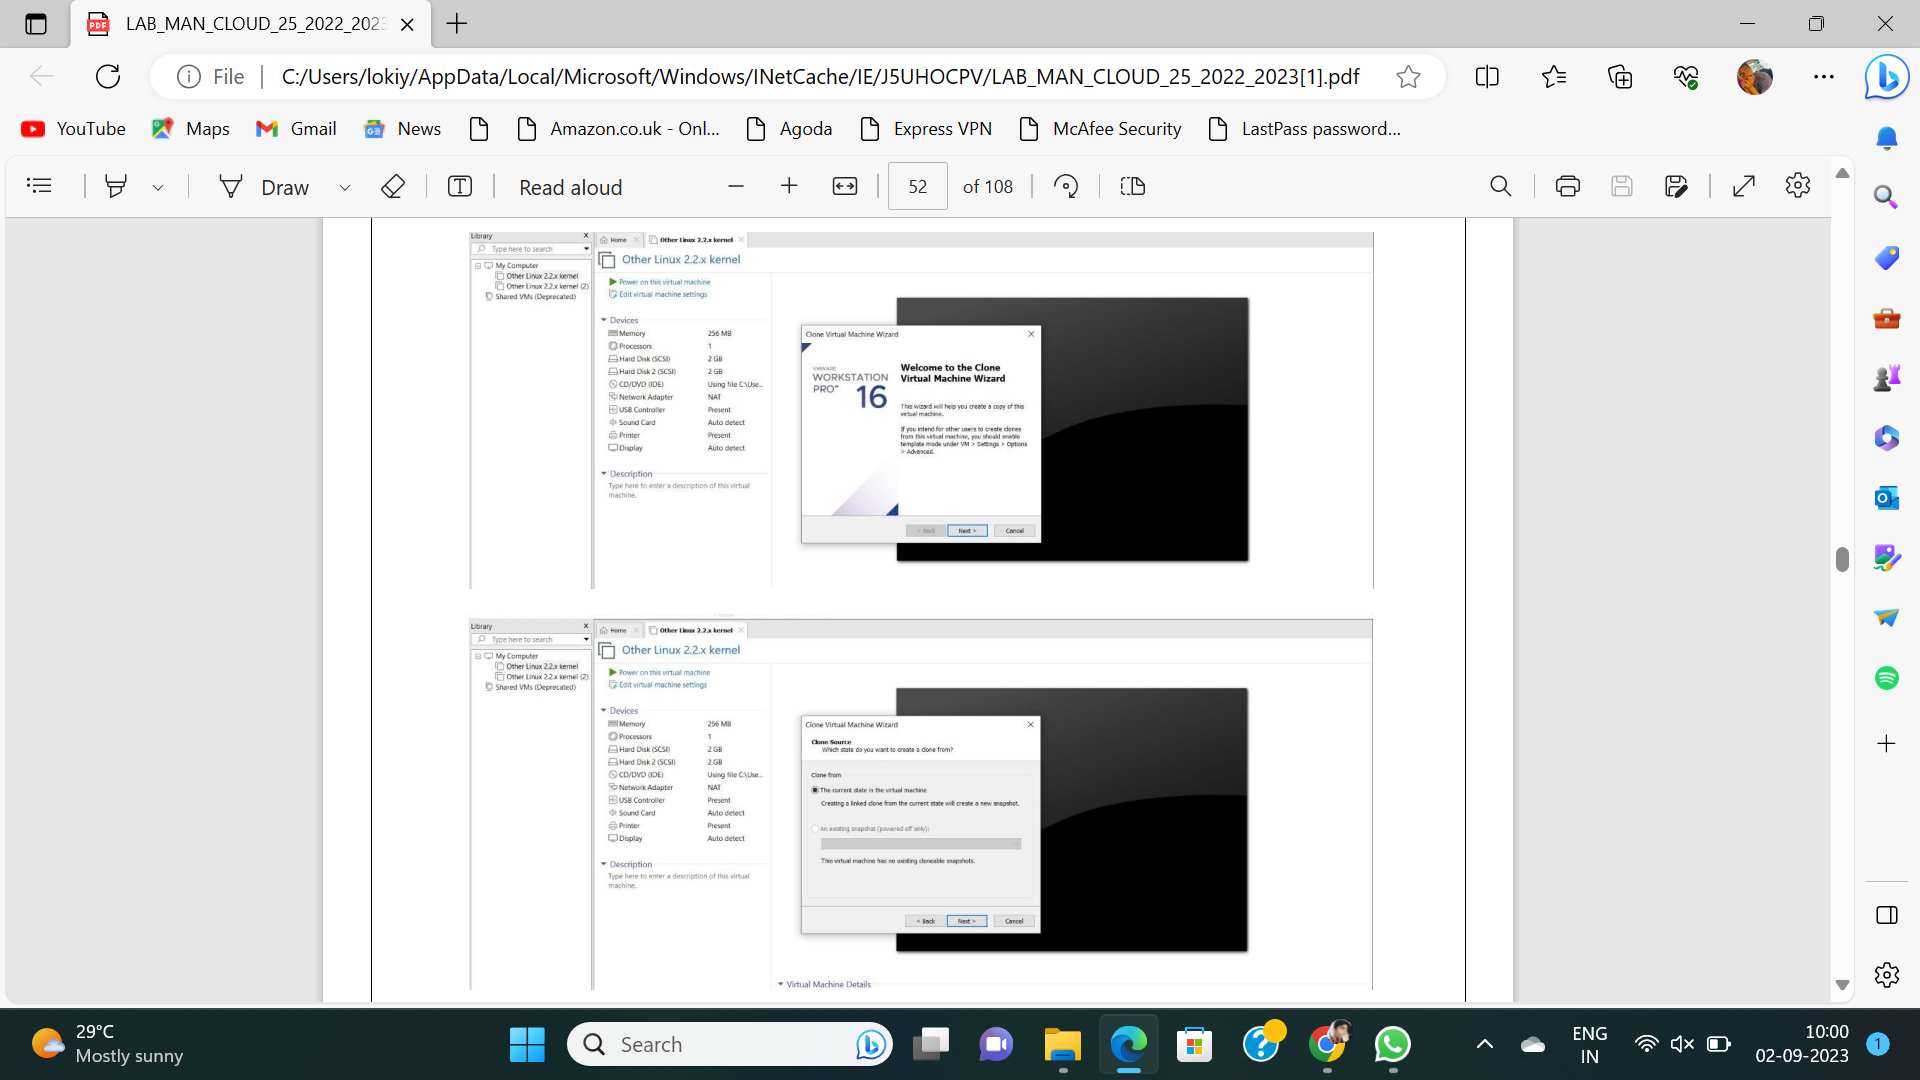 LAB_MAN_CLOUD_25_2022_2023
File
C:/Users/lokiy/AppData/Local/Microsoft/Windows/INetCache/IE/J5UHOCPV/LAB_MAN_CLOUD_25_2022_2023[1].pdf
YouTube Maps Gmail News Amazon.co.uk - Onl... Agoda Express VPN McAfee Security LastPass password...
Draw Read aloud 52 of 108
Library
Type here to search
My Computer
Other Linux 2.2.x kernel
Other Linux 2.2.x kernel (2)
Shared VMs (Deprecated)
Home Other Linux 2.2.x kernel
Other Linux 2.2.x kernel
Power on this virtual machine
Edit virtual machine settings
Devices
Memory 256 MB
Processors 1
Hard Disk (SCSI) 2 GB
Hard Disk 2 (SCSI) 2 GB
CD/DVD (IDE) Using file C:\Use...
Network Adapter NAT
USB Controller Present
Sound Card Auto detect
Printer Present
Display Auto detect
Description
Type here to enter a description of this virtual
machine.
Clone Virtual Machine Wizard
VMWARE
WORKSTATION
PRO™ 16
Welcome to the Clone
Virtual Machine Wizard
This wizard will help you create a copy of this
virtual machine.
If you intend for other users to create clones
from this virtual machine, you should enable
template mode under VM > Settings > Options
> Advanced.
< Back Next > Cancel
Library
Type here to search
My Computer
Other Linux 2.2.x kernel
Other Linux 2.2.x kernel (2)
Shared VMs (Deprecated)
Home Other Linux 2.2.x kernel
Other Linux 2.2.x kernel
Power on this virtual machine
Edit virtual machine settings
Devices
Memory 256 MB
Processors 1
Hard Disk (SCSI) 2 GB
Hard Disk 2 (SCSI) 2 GB
CD/DVD (IDE) Using file C:\Use...
Network Adapter NAT
USB Controller Present
Sound Card Auto detect
Printer Present
Display Auto detect
Description
Type here to enter a description of this virtual
machine.
Clone Virtual Machine Wizard
Clone Source
Which state do you want to create a clone from?
Clone from
The current state in the virtual machine
Creating a linked clone from the current state will create a new snapshot.
An existing snapshot (powered off only):
This virtual machine has no existing cloneable snapshots.
< Back Next > Cancel
Virtual Machine Details
29°C
Mostly sunny
Search
ENG
IN
10:00
02-09-2023
1